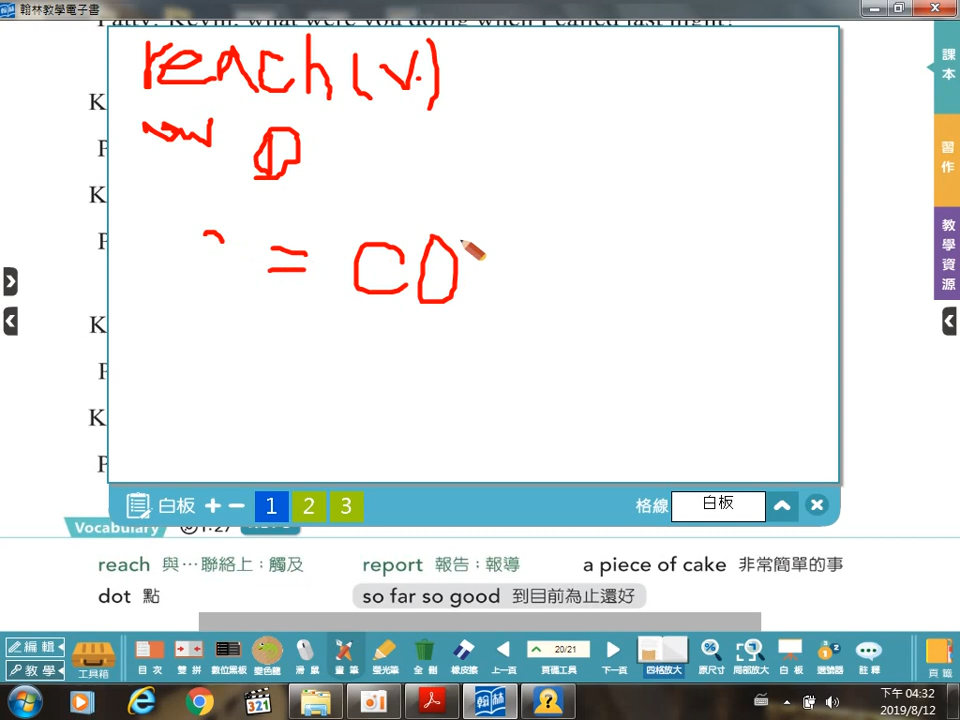 翰林教學電子書
Patty: Kevin, what were you doing when I called last night?
reach (v.)
K
P
K
P
= CO
K
P
K
P
課本
習作
教學資源
白板 + − 1 2 3 格線 白板
Vocabulary 1:27
reach 與…聯絡上；觸及 report 報告；報導 a piece of cake 非常簡單的事
dot 點 so far so good 到目前為止還好
編輯
教學
工具箱 目次 雙拼 數位黑板 變色龍 滑鼠 畫筆 螢光筆 全刪 橡皮擦 上一頁 20/21 頁碼工具 下一頁 四格放大 原尺寸 局部放大 白板 選號器 註釋 頁籤
321
下午 04:32
2019/8/12